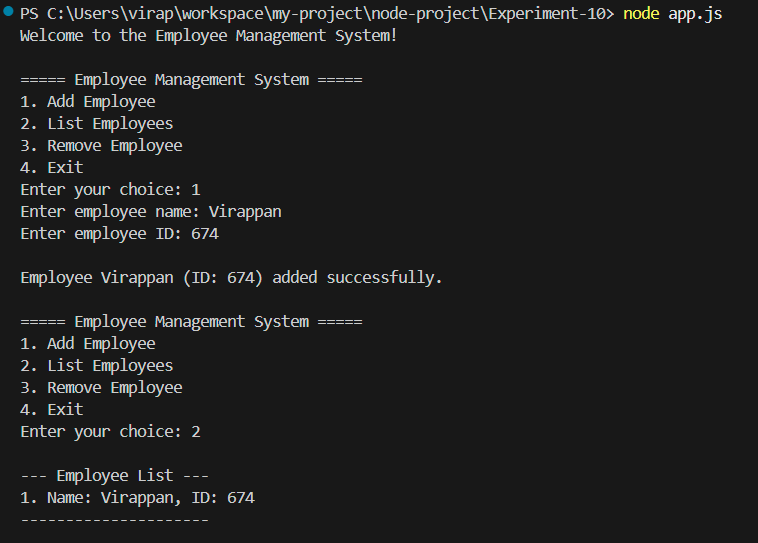 PS C:\Users\virap\workspace\my-project\node-project\Experiment-10> node app.js
Welcome to the Employee Management System!
===== Employee Management System =====
1. Add Employee
2. List Employees
3. Remove Employee
4. Exit
Enter your choice: 1
Enter employee name: Virappan
Enter employee ID: 674
Employee Virappan (ID: 674) added successfully.
===== Employee Management System =====
1. Add Employee
2. List Employees
3. Remove Employee
4. Exit
Enter your choice: 2
--- Employee List ---
1. Name: Virappan, ID: 674
---------------------